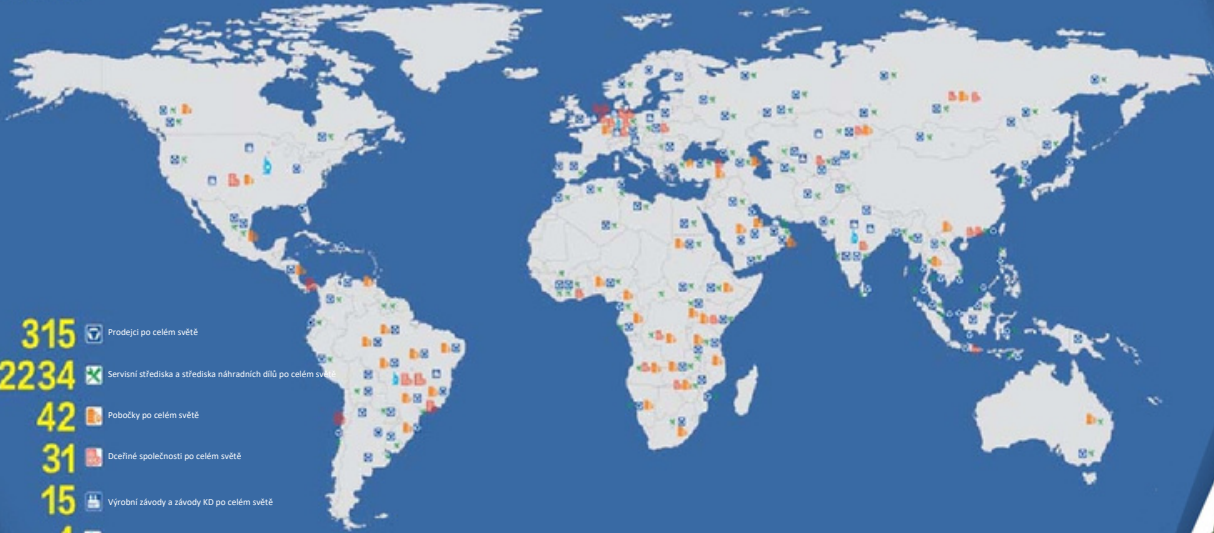 315 Prodejci po celém světě
2234 Servisní střediska a střediska náhradních dílů po celém světě
42 Pobočky po celém světě
31 Dceřiné společnosti po celém světě
15 Výrobní závody a závody KD po celém světě